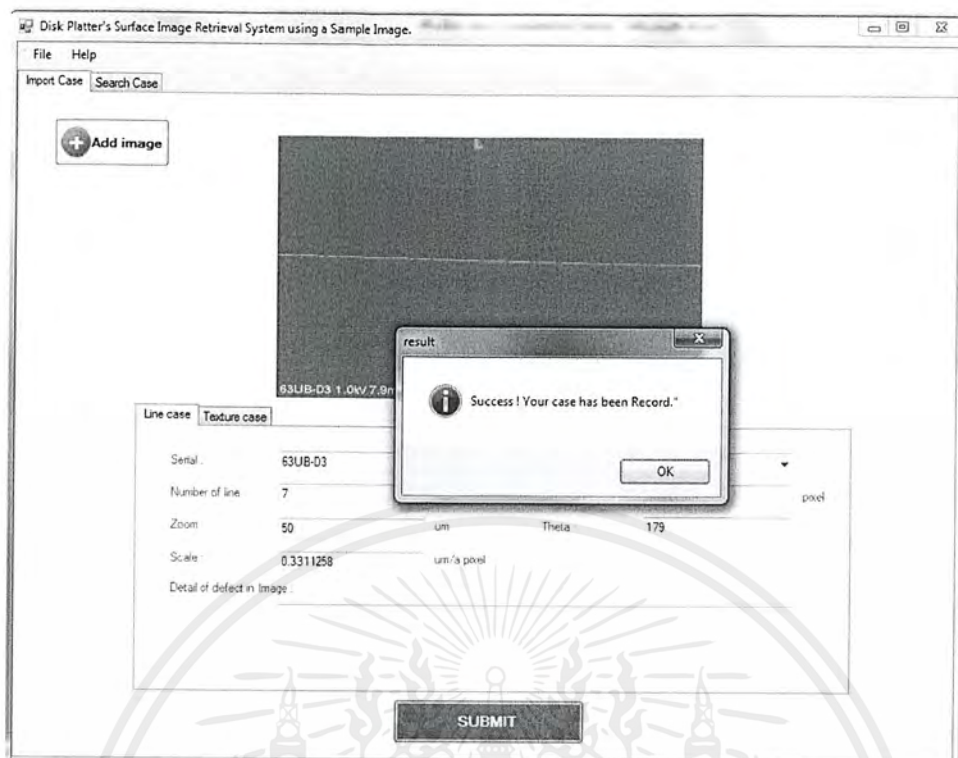 Disk Platter's Surface Image Retrieval System using a Sample Image.
File Help
Import Case Search Case
Add image
63UB-D3 1.0kV 7.9m
result
Success ! Your case has been Record."
OK
Line case Texture case
Serial : 63UB-D3
Number of line 7 pixel
Zoom 50 um Theta 179
Scale : 0.3311258 um/a pixel
Detail of defect in Image :
SUBMIT